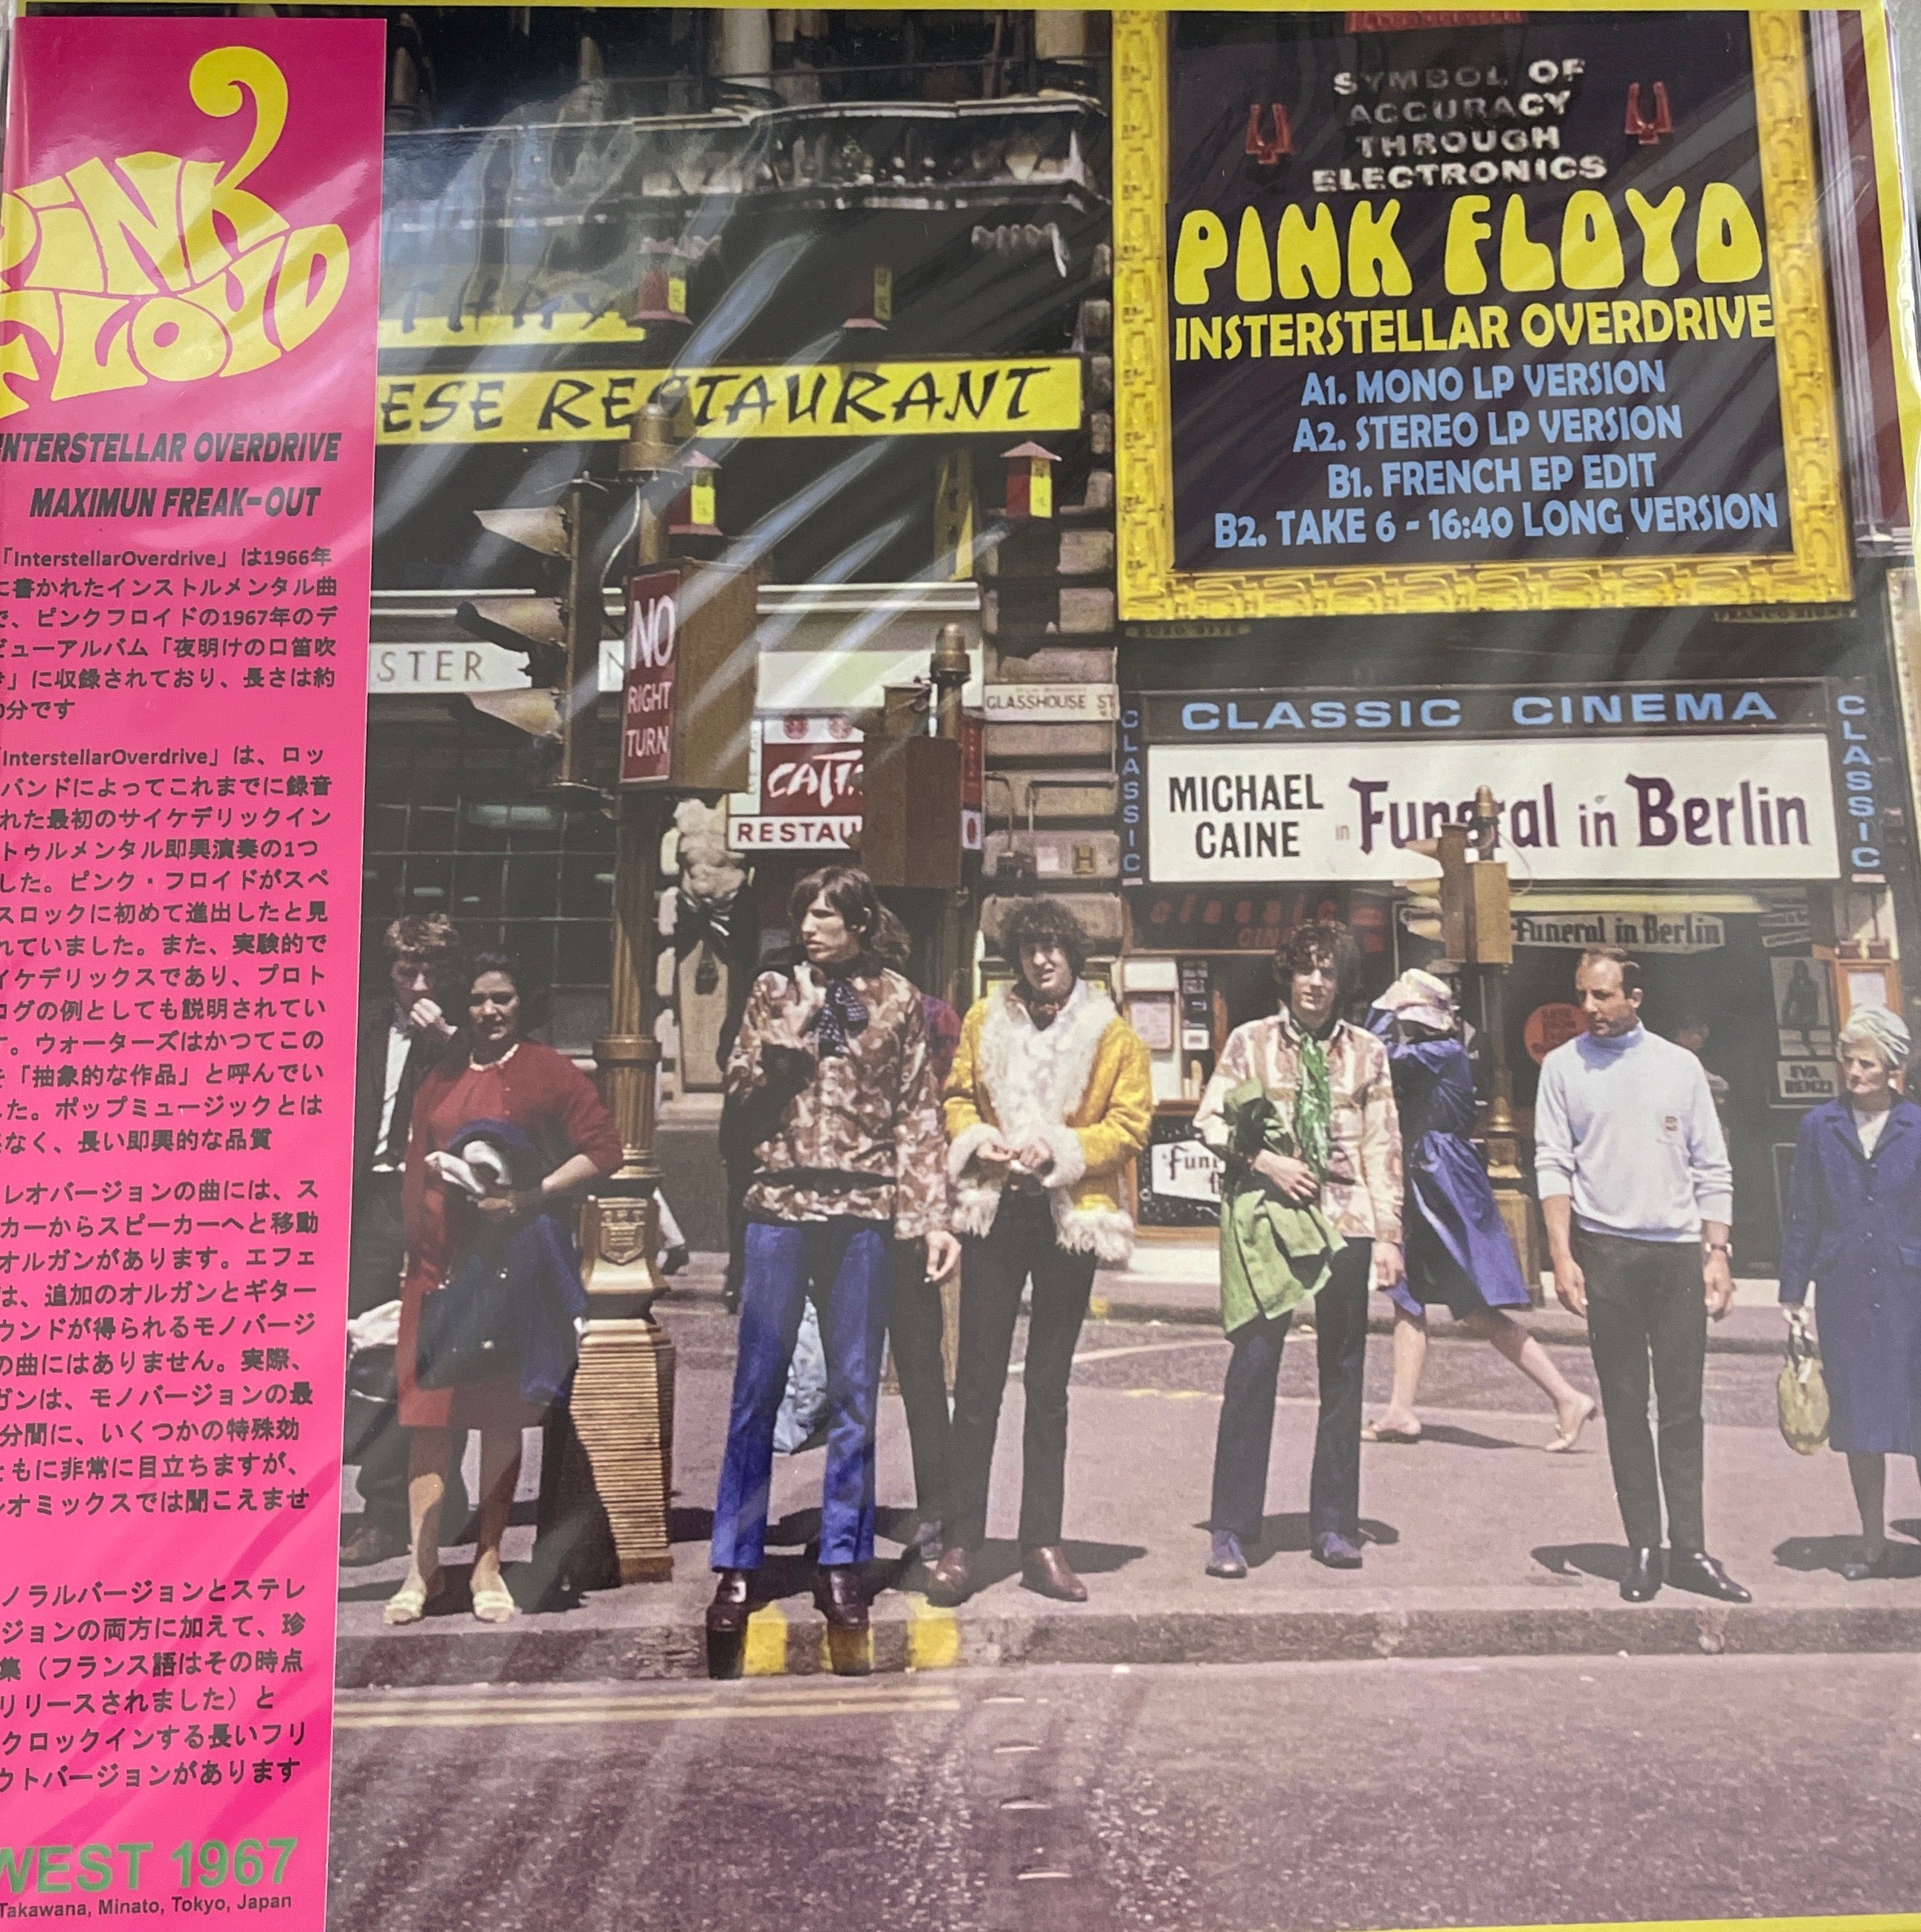 PINK
FLOYD
INTERSTELLAR OVERDRIVE
MAXIMUN FREAK-OUT
「InterstellarOverdrive」は1966年
に書かれたインストルメンタル曲
で、ピンクフロイドの1967年のデ
ビューアルバム「夜明けの口笛吹
き」に収録されており、長さは約
0分です
「InterstellarOverdrive」は、ロッ
バンドによってこれまでに録音
れた最初のサイケデリックイン
トゥルメンタル即興演奏の1つ
した。ピンク・フロイドがスペ
スロックに初めて進出したと見
れていました。また、実験的で
イケデリックスであり、プロト
ログの例としても説明されてい
す。ウォーターズはかつてこの
を「抽象的な作品」と呼んでい
した。ポップミュージックとは
なく、長い即興的な品質
レオバージョンの曲には、ス
カーからスピーカーへと移動
オルガンがあります。エフェ
は、追加のオルガンとギター
ウンドが得られるモノバージ
の曲にはありません。実際、
ガンは、モノバージョンの最
分間に、いくつかの特殊効
ともに非常に目立ちますが、
レオミックスでは聞こえませ
ノラルバージョンとステレ
ジョンの両方に加えて、珍
集（フランス語はその時点
リリースされました）と
クロックインする長いフリ
ウトバージョンがあります
WEST 1967
Takawana, Minato, Tokyo, Japan
SYMBOL OF
ACCURACY
THROUGH
ELECTRONICS
PINK FLOYD
INSTERSTELLAR OVERDRIVE
A1. MONO LP VERSION
A2. STEREO LP VERSION
B1. FRENCH EP EDIT
B2. TAKE 6 - 16:40 LONG VERSION
THAY
ESE RESTAURANT
STER
NO
RIGHT
TURN
GLASSHOUSE ST
RESTAU
H
CLASSIC CINEMA
CLASSIC
CLASSIC
MICHAEL
CAINE
in Funeral in Berlin
classic
CINE
Funeral in Berlin
EVA
RENZI
Fun